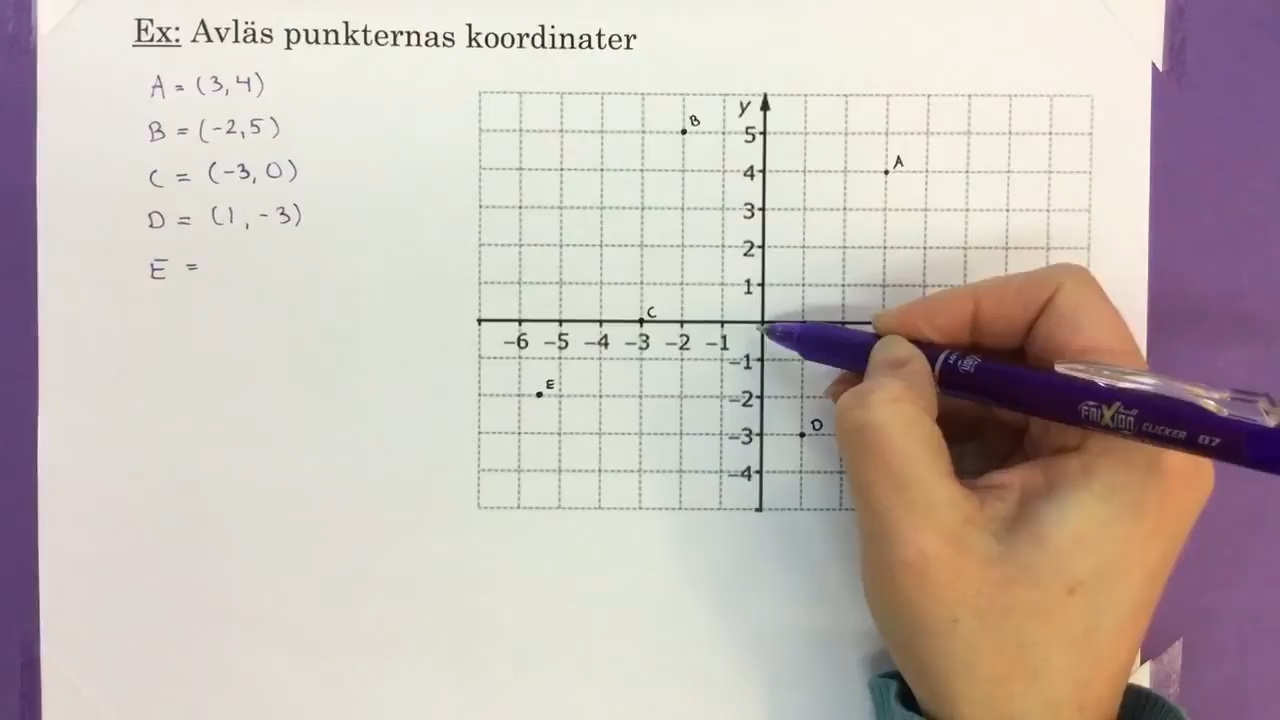 Ex: Avläs punkternas koordinater
A = (3,4)
B = (-2,5)
C = (-3, 0)
D = (1, -3)
E =
y
B
5
A
4
3
2
1
C
−6 −5 −4 −3 −2 −1
−1
E
−2
D
−3
−4
FRIXION ball CLICKER 07